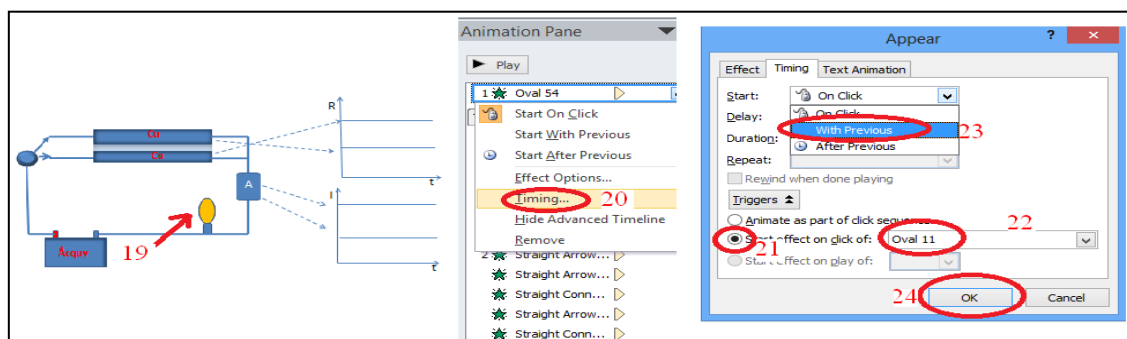 R
t
I
t
Cu
Cu
A
19
Acquv
Animation Pane
Play
1 Oval 54
Start On Click
Start With Previous
Start After Previous
Effect Options...
Timing... 20
Hide Advanced Timeline
Remove
2 Straight Arrow...
Straight Arrow...
Straight Conn...
Straight Arrow...
Straight Conn...
Appear ? ×
Effect Timing Text Animation
Start: On Click
Delay: On Click
With Previous 23
Duration: After Previous
Repeat:
Rewind when done playing
Triggers
Animate as part of click sequence 22
Start effect on click of: Oval 11
21
Start effect on play of:
24 OK Cancel